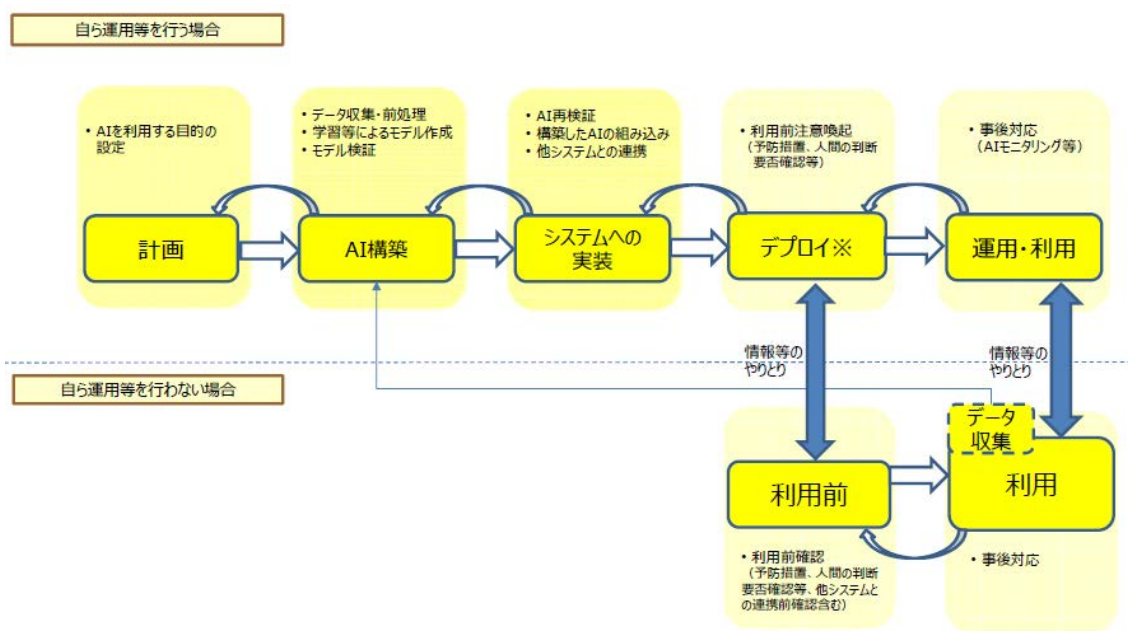 自ら運用等を行う場合
・AIを利用する目的の
設定
・データ収集・前処理
・学習等によるモデル作成
・モデル検証
・AI再検証
・構築したAIの組み込み
・他システムとの連携
・利用前注意喚起
（予防措置、人間の判断
要否確認等）
・事後対応
（AIモニタリング等）
計画
AI構築
システムへの
実装
デプロイ※
運用・利用
情報等の
やりとり
情報等の
やりとり
自ら運用等を行わない場合
データ
収集
利用前
利用
・利用前確認
（予防措置、人間の判断
要否確認等、他システムと
の連携前確認含む）
・事後対応